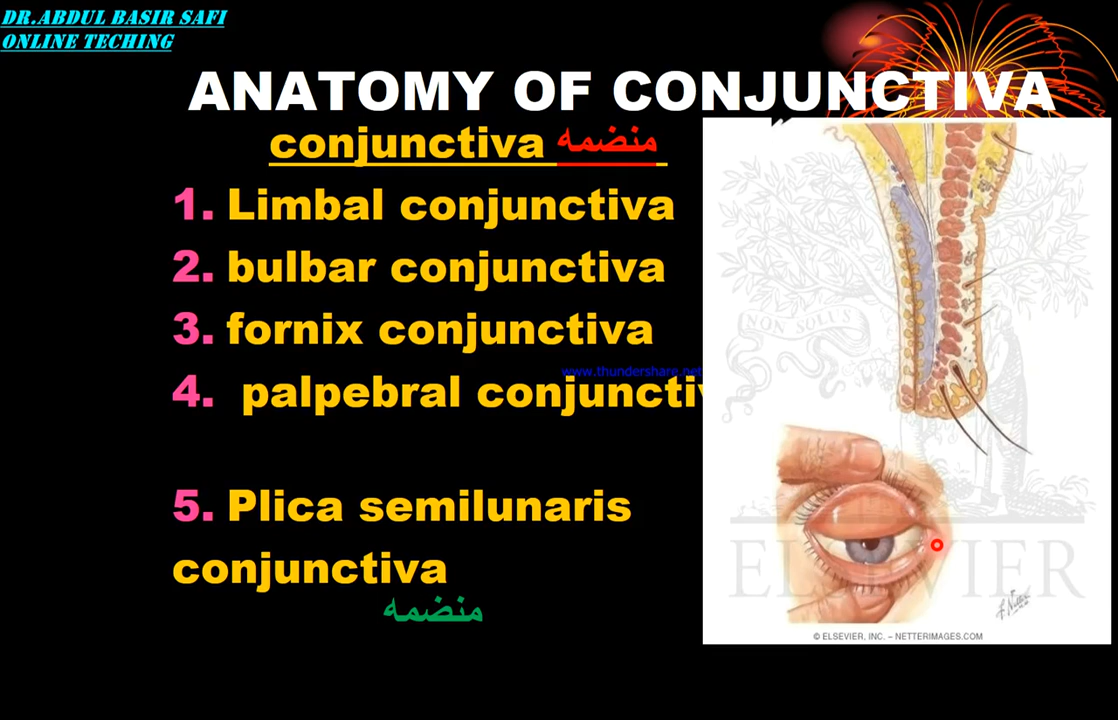 DR.ABDUL BASIR SAFI
ONLINE TECHING
ANATOMY OF CONJUNCTIVA
conjunctiva منضمه
1. Limbal conjunctiva
2. bulbar conjunctiva
3. fornix conjunctiva
www.thundershare.net
4. palpebral conjunctiv
5. Plica semilunaris
conjunctiva
منضمه
NON SOLUS
ELSEVIER
© ELSEVIER, INC. – NETTERIMAGES.COM